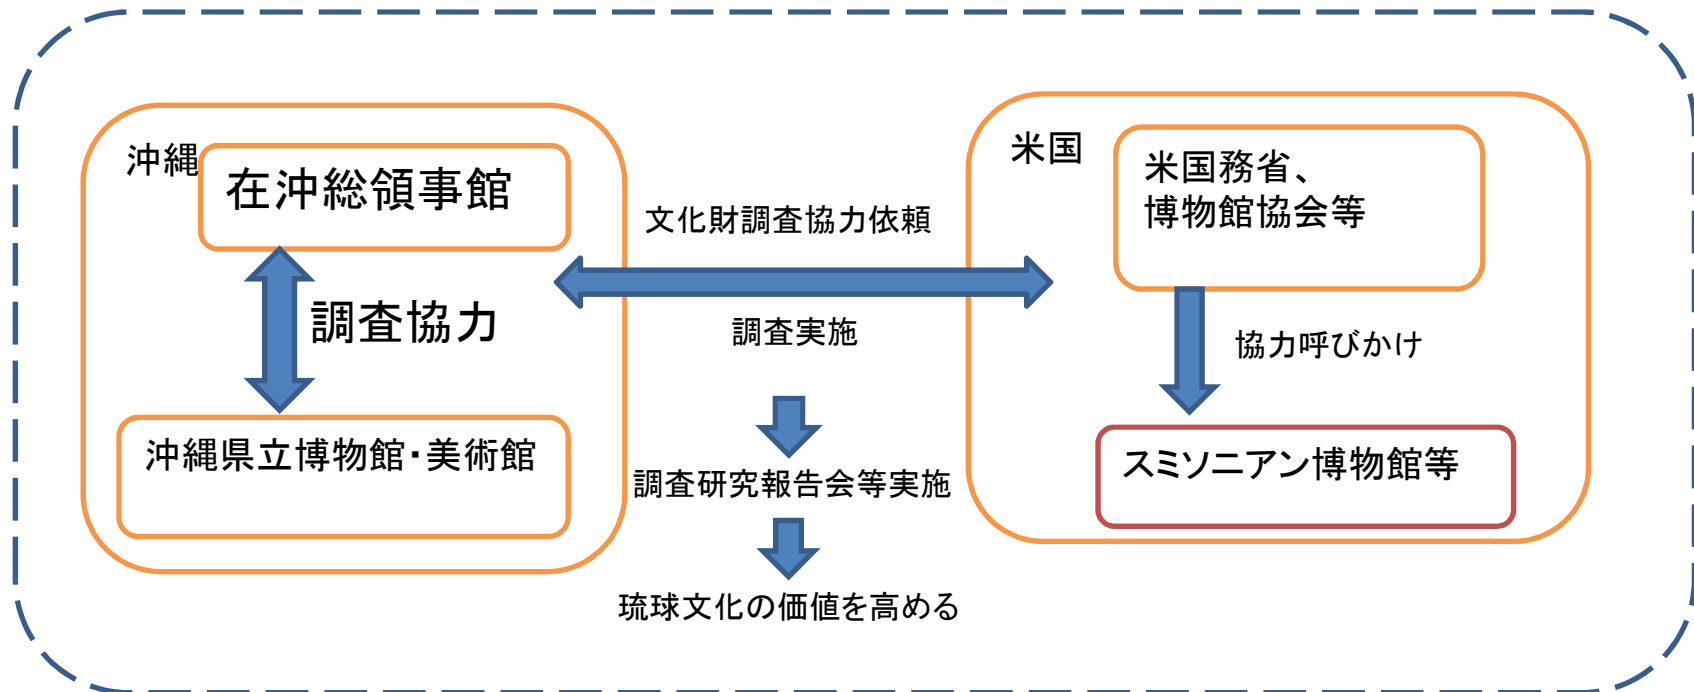 沖縄
在沖総領事館
調査協力
沖縄県立博物館・美術館
文化財調査協力依頼
調査実施
調査研究報告会等実施
琉球文化の価値を高める
米国
米国務省、
博物館協会等
協力呼びかけ
スミソニアン博物館等